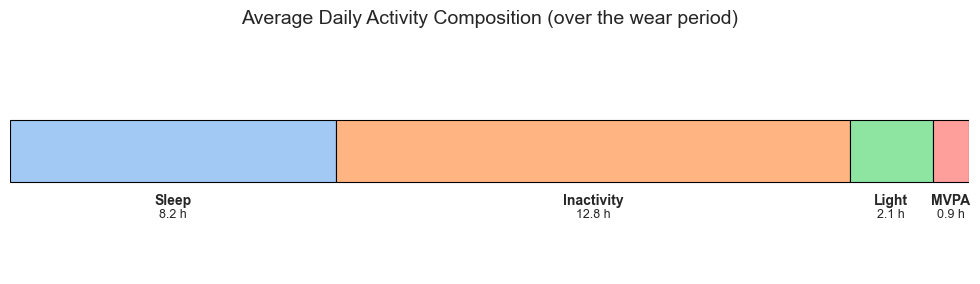 Average Daily Activity Composition (over the wear period)
Sleep
8.2 h
Inactivity
12.8 h
Light
2.1 h
MVPA
0.9 h